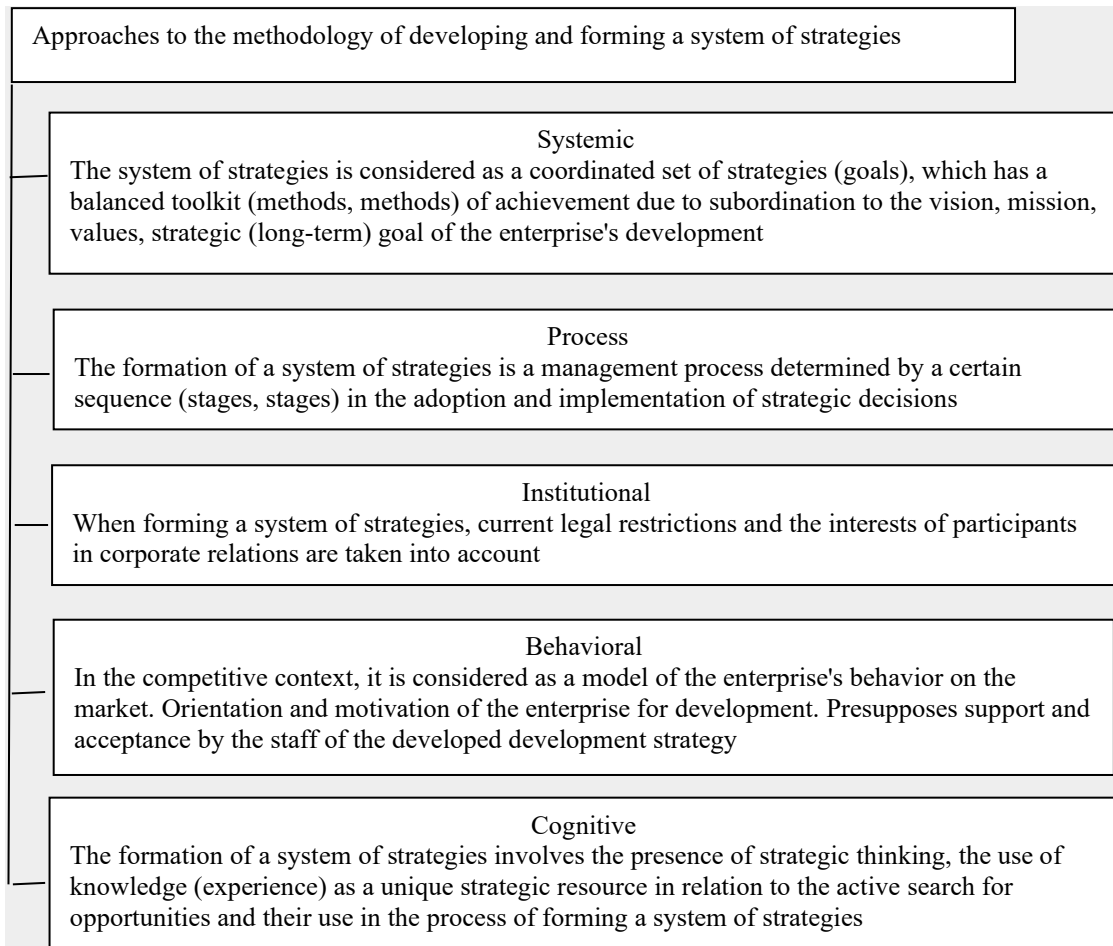 Approaches to the methodology of developing and forming a system of strategies
Systemic
The system of strategies is considered as a coordinated set of strategies (goals), which has a
balanced toolkit (methods, methods) of achievement due to subordination to the vision, mission,
values, strategic (long-term) goal of the enterprise's development
Process
The formation of a system of strategies is a management process determined by a certain
sequence (stages, stages) in the adoption and implementation of strategic decisions
Institutional
When forming a system of strategies, current legal restrictions and the interests of participants
in corporate relations are taken into account
Behavioral
In the competitive context, it is considered as a model of the enterprise's behavior on the
market. Orientation and motivation of the enterprise for development. Presupposes support and
acceptance by the staff of the developed development strategy
Cognitive
The formation of a system of strategies involves the presence of strategic thinking, the use of
knowledge (experience) as a unique strategic resource in relation to the active search for
opportunities and their use in the process of forming a system of strategies